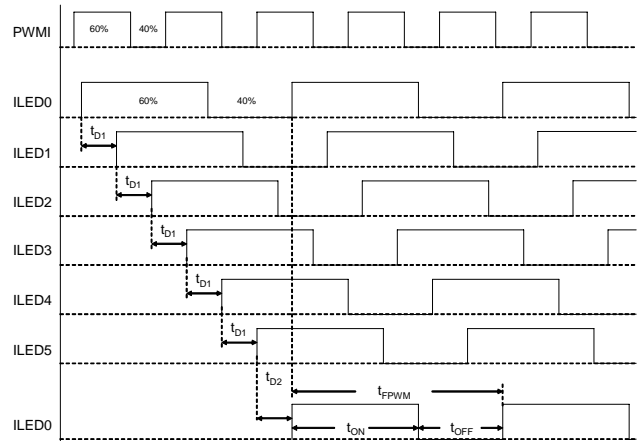 PWMI
60% 40%
ILED0
60% 40%
tD1
ILED1
tD1
ILED2
tD1
ILED3
tD1
ILED4
tD1
ILED5
tD2
tFPWM
tON tOFF
ILED0